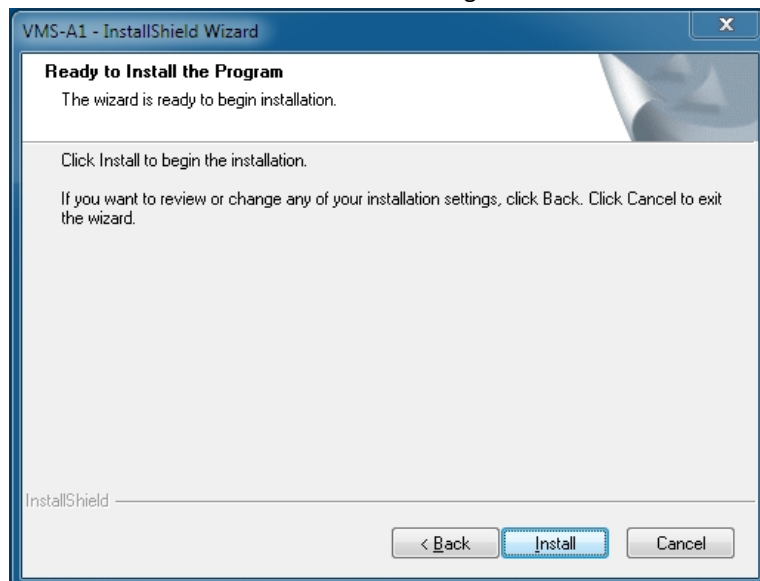 VMS-A1 - InstallShield Wizard
x
Ready to Install the Program
The wizard is ready to begin installation.
Click Install to begin the installation.
If you want to review or change any of your installation settings, click Back. Click Cancel to exit
the wizard.
InstallShield
< Back Install Cancel